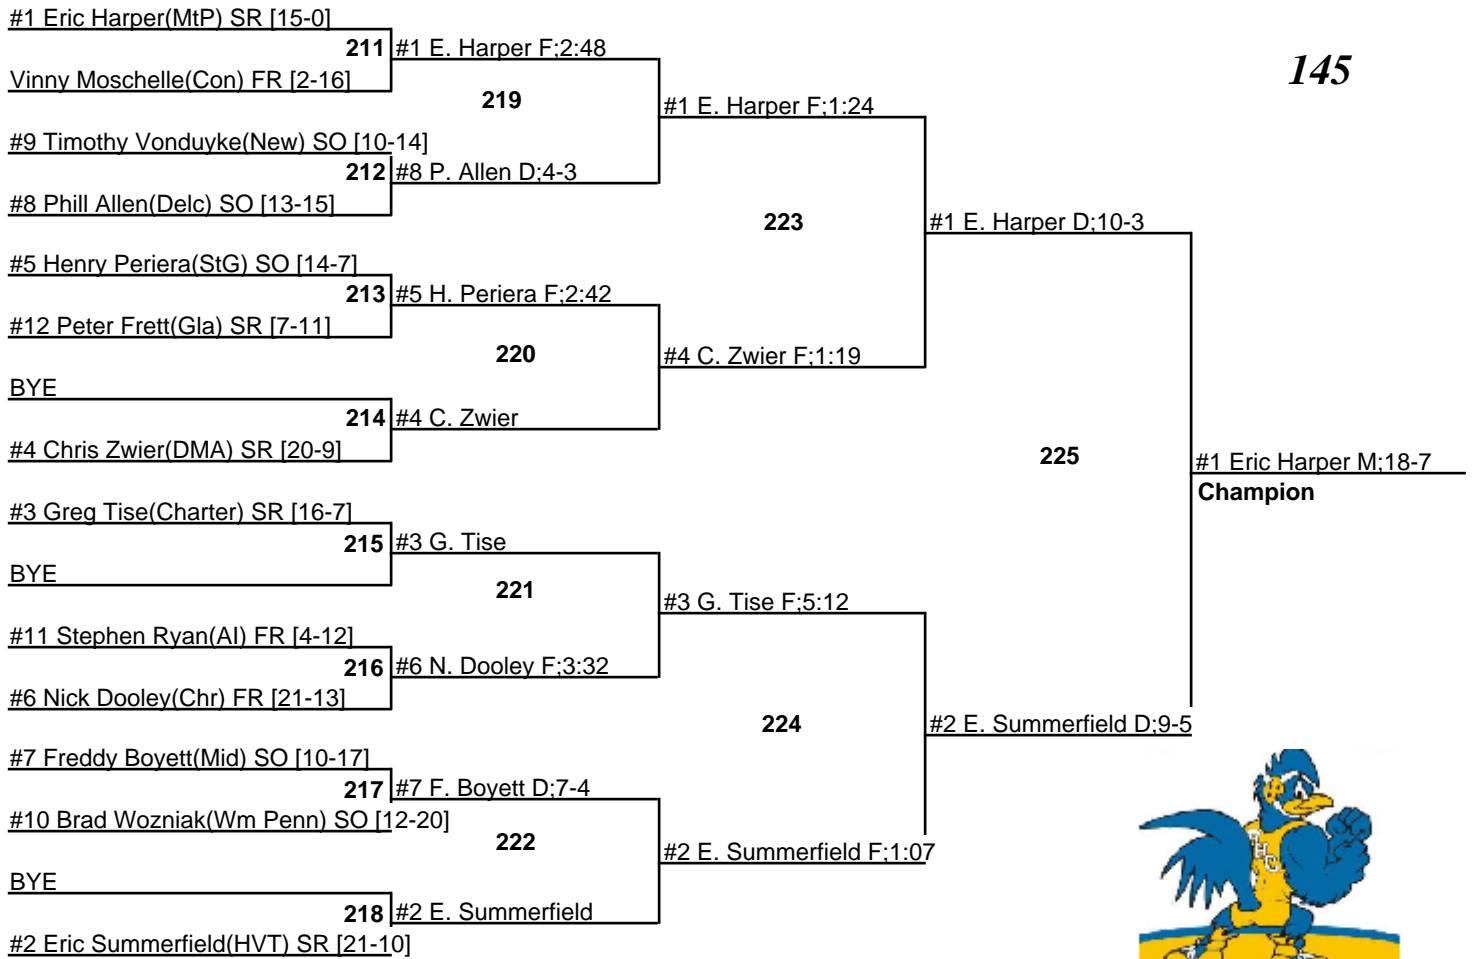 #1 Eric Harper(MtP) SR [15-0]
211 #1 E. Harper F;2:48
145
Vinny Moschelle(Con) FR [2-16]
219
#1 E. Harper F;1:24
#9 Timothy Vonduyke(New) SO [10-14]
212 #8 P. Allen D;4-3
#8 Phill Allen(Delc) SO [13-15]
223
#1 E. Harper D;10-3
#5 Henry Periera(StG) SO [14-7]
213 #5 H. Periera F;2:42
#12 Peter Frett(Gla) SR [7-11]
220
#4 C. Zwier F;1:19
BYE
214 #4 C. Zwier
#4 Chris Zwier(DMA) SR [20-9]
225
#1 Eric Harper M;18-7
Champion
#3 Greg Tise(Charter) SR [16-7]
215 #3 G. Tise
BYE
221
#3 G. Tise F;5:12
#11 Stephen Ryan(AI) FR [4-12]
216 #6 N. Dooley F;3:32
#6 Nick Dooley(Chr) FR [21-13]
224
#2 E. Summerfield D;9-5
#7 Freddy Boyett(Mid) SO [10-17]
217 #7 F. Boyett D;7-4
#10 Brad Wozniak(Wm Penn) SO [12-20]
222
#2 E. Summerfield F;1:07
BYE
218 #2 E. Summerfield
#2 Eric Summerfield(HVT) SR [21-10]